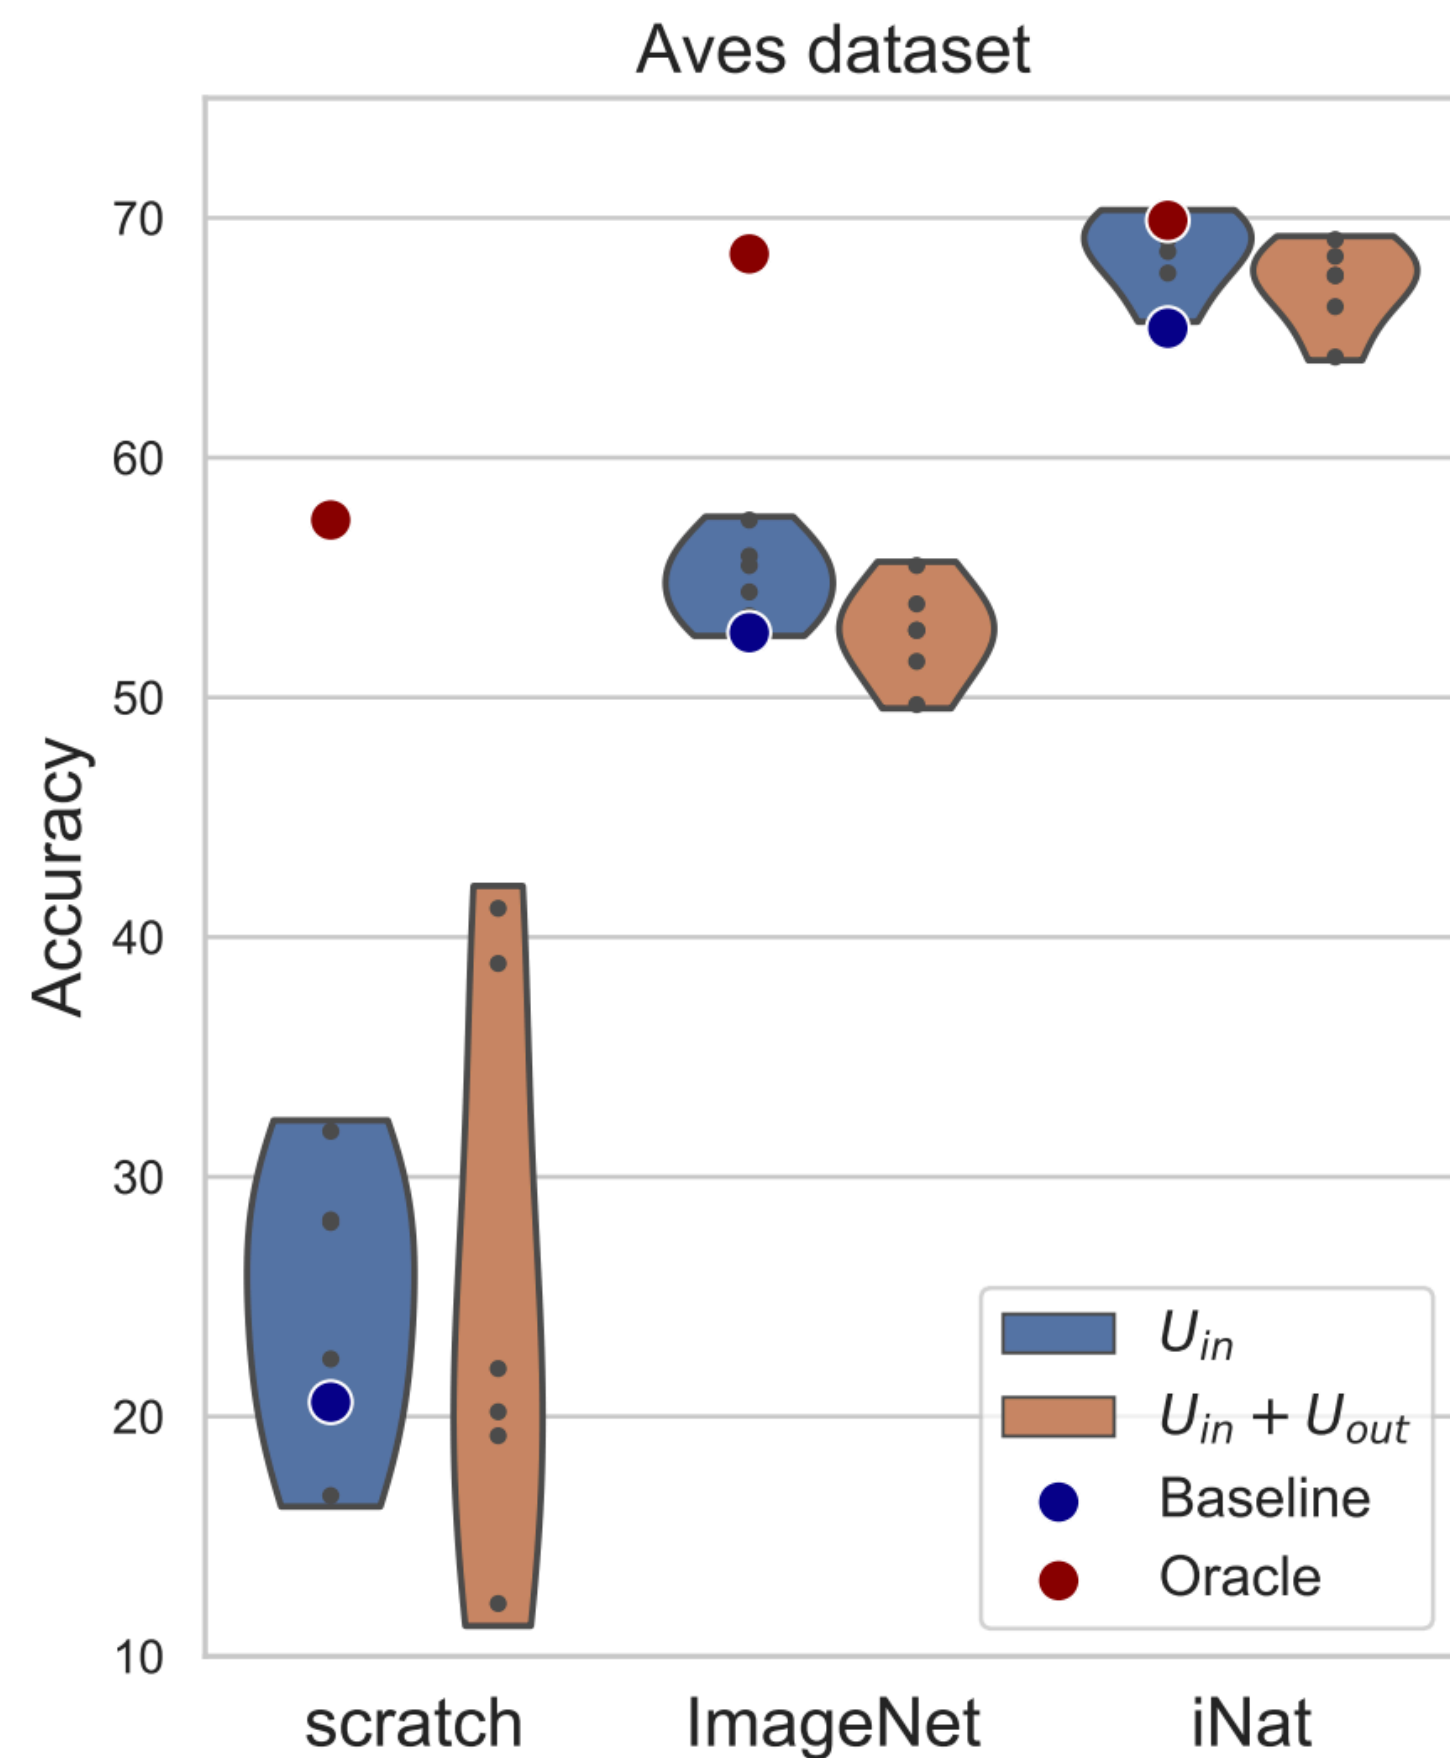 Aves dataset
Accuracy
70
60
50
40
30
20
10
scratch
ImageNet
iNat
U_in
U_in + U_out
Baseline
Oracle